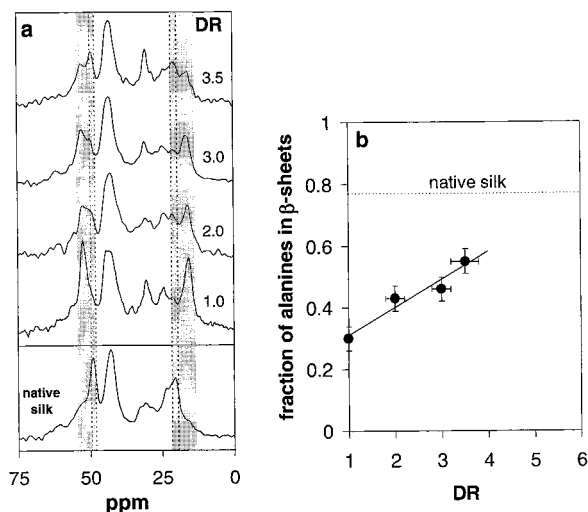 a
DR
3.5
3.0
2.0
1.0
native
silk
75
50
25
0
ppm
b
native silk
fraction of alanines in β-sheets
1
0.8
0.6
0.4
0.2
0
1
2
3
4
5
6
DR